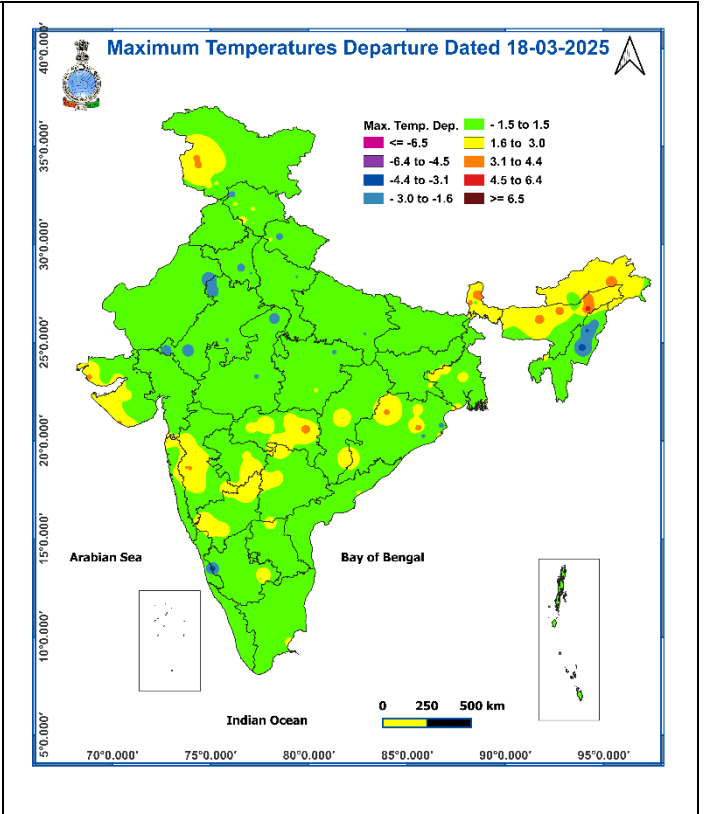 Maximum Temperatures Departure Dated 18-03-2025
Max. Temp. Dep.
<= -6.5
-6.4 to -4.5
-4.4 to -3.1
- 3.0 to -1.6
- 1.5 to 1.5
1.6 to 3.0
3.1 to 4.4
4.5 to 6.4
>= 6.5
40°0.000'
35°0.000'
30°0.000'
25°0.000'
20°0.000'
15°0.000'
10°0.000'
5°0.000'
Arabian Sea
Bay of Bengal
Indian Ocean
0 250 500 km
70°0.000' 75°0.000' 80°0.000' 85°0.000' 90°0.000' 95°0.000'